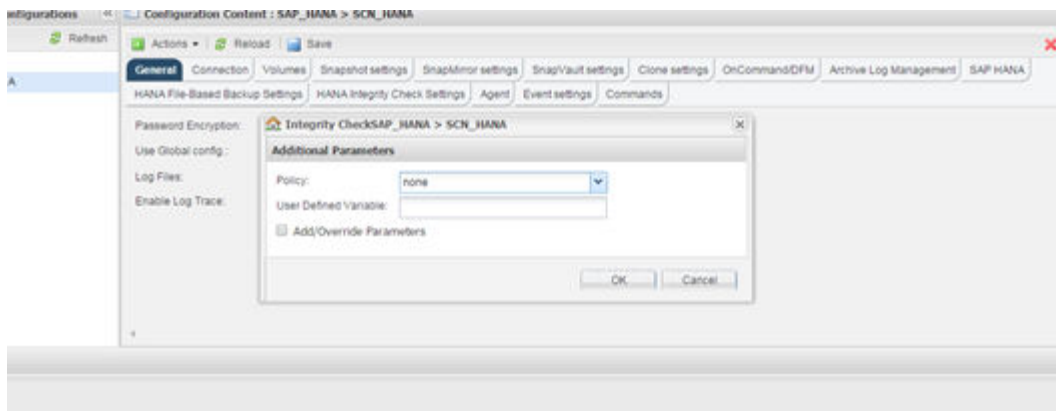 nfigurations « Configuration Content : SAP_HANA > SCN_HANA
Refresh Actions Reload Save
A General Connection Volumes Snapshot settings SnapMirror settings SnapVault settings Clone settings OnCommand/DFM Archive Log Management SAP HANA
HANA File-Based Backup Settings HANA Integrity Check Settings Agent Event settings Commands
Password Encryption: Integrity CheckSAP_HANA > SCN_HANA
Use Global config.: Additional Parameters
Log Files: Policy: none
Enable Log Trace: User Defined Variable:
Add/Override Parameters
OK Cancel